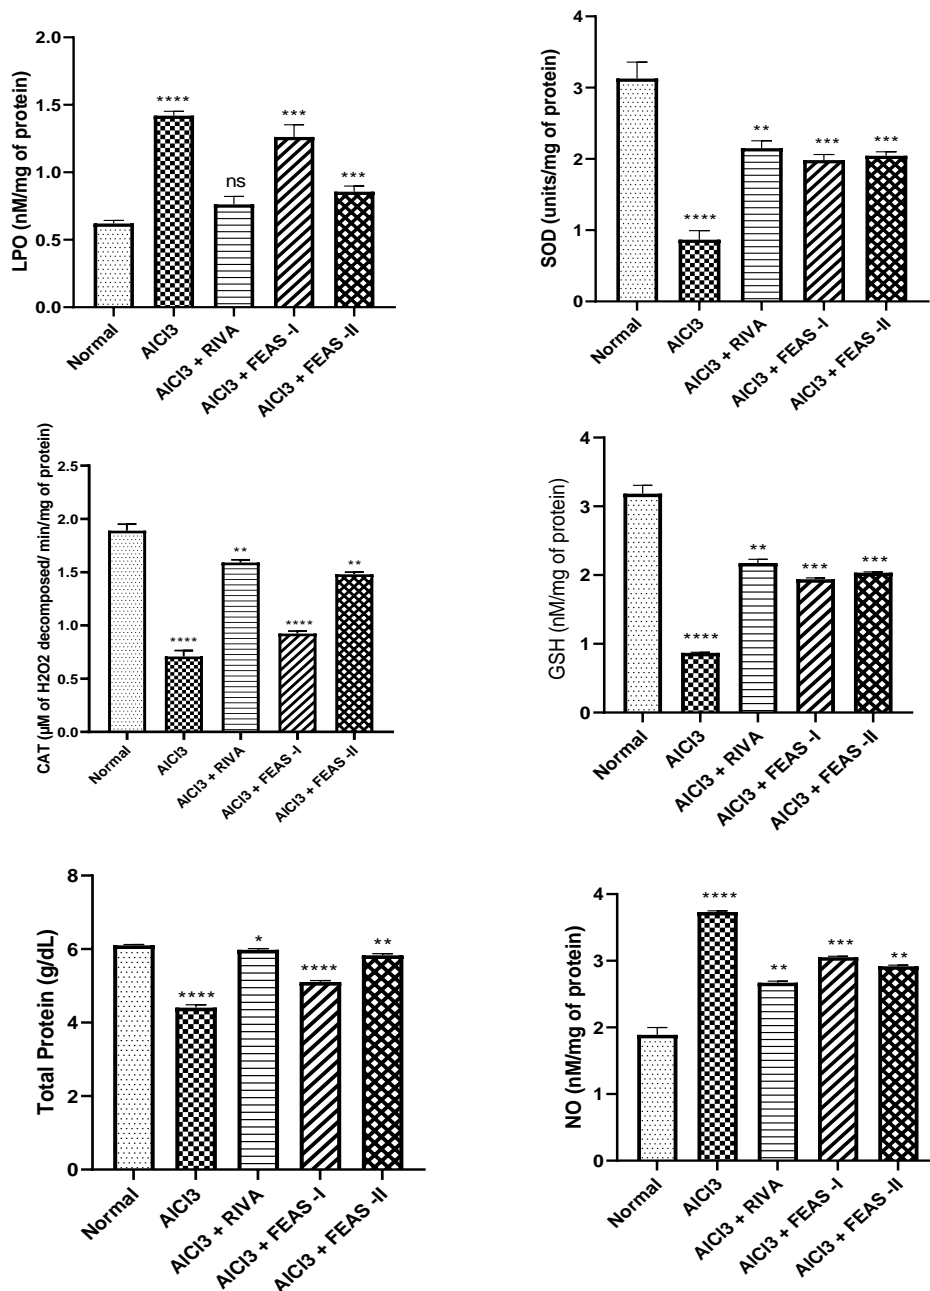 LPO (nM/mg of protein)
2.0
1.5
1.0
0.5
0.0
****
ns
***
***
Normal
AlCl3
AlCl3 + RIVA
AlCl3 + FEAS -I
AlCl3 + FEAS -II
SOD (units/mg of protein)
4
3
2
1
0
****
**
***
***
Normal
AlCl3
AlCl3 + RIVA
AlCl3 + FEAS -I
AlCl3 + FEAS -II
CAT (µM of H2O2 decomposed/ min/mg of protein)
2.5
2.0
1.5
1.0
0.5
0.0
****
**
****
**
Normal
AlCl3
AlCl3 + RIVA
AlCl3 + FEAS -I
AlCl3 + FEAS -II
GSH (nM/mg of protein)
4
3
2
1
0
****
**
***
***
Normal
AlCl3
AlCl3 + RIVA
AlCl3 + FEAS -I
AlCl3 + FEAS -II
Total Protein (g/dL)
8
6
4
2
0
****
*
****
**
Normal
AlCl3
AlCl3 + RIVA
AlCl3 + FEAS -I
AlCl3 + FEAS -II
NO (nM/mg of protein)
4
3
2
1
0
****
**
***
**
Normal
AlCl3
AlCl3 + RIVA
AlCl3 + FEAS -I
AlCl3 + FEAS -II